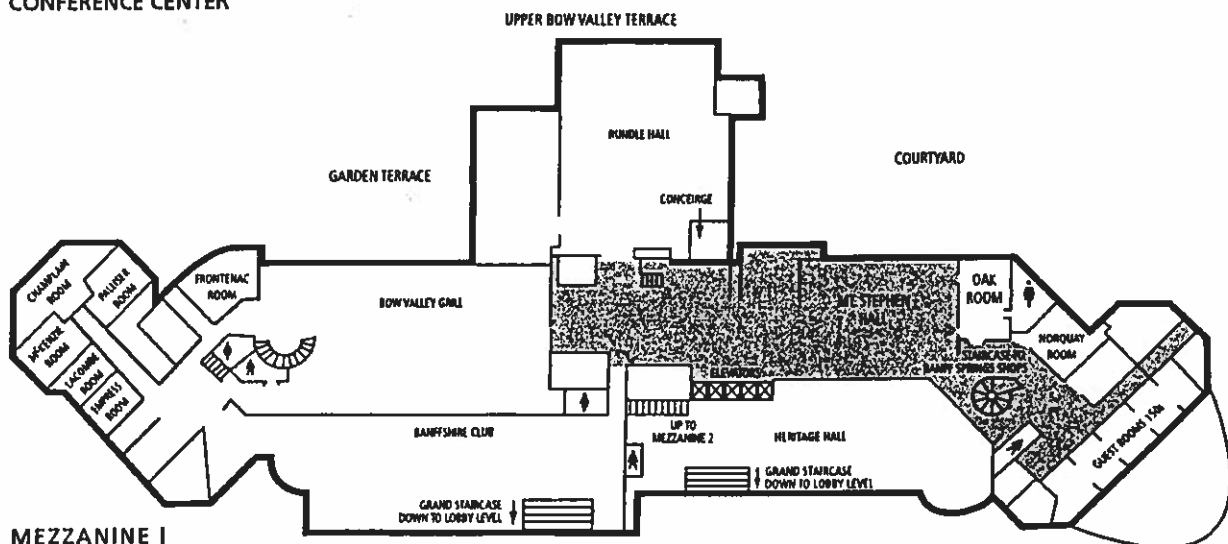 CONFERENCE CENTER
UPPER BOW VALLEY TERRACE
RUNDLE HALL
COURTYARD
GARDEN TERRACE
CONCEIRGE
CHAMPLAIN
ROOM
PALLISER
ROOM
FRONTENAC
ROOM
BOW VALLEY GRILL
MT STEPHEN
HALL
OAK
ROOM
NORQUAY
ROOM
MCKENZIE
ROOM
LACOMBE
ROOM
EMPRESS
ROOM
ELEVATORS
STAIRCASE TO
BANFF SPRINGS SHOPS
BANFFSHIRE CLUB
UP TO
MEZZANINE 2
HERITAGE HALL
GUEST ROOMS 150s
GRAND STAIRCASE
DOWN TO LOBBY LEVEL
GRAND STAIRCASE
DOWN TO LOBBY LEVEL
MEZZANINE 1